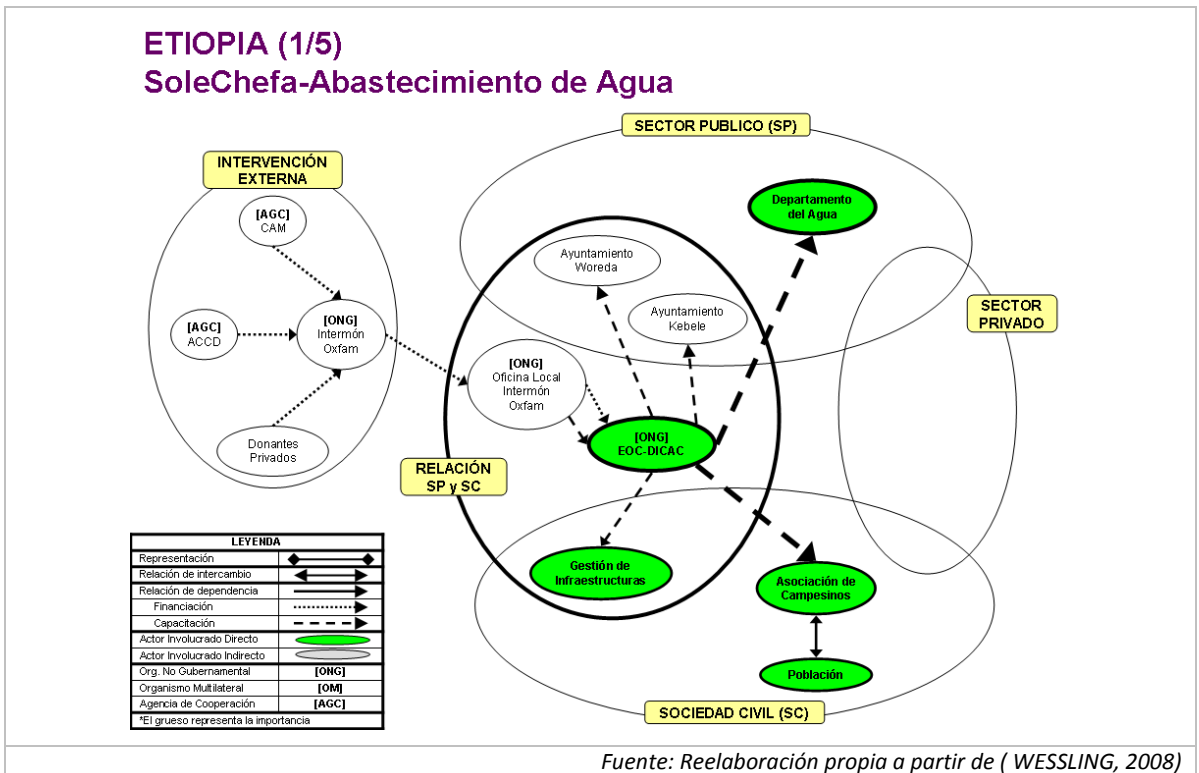 ETIOPIA (1/5)
SoleChefa-Abastecimiento de Agua
SECTOR PUBLICO (SP)
INTERVENCIÓN
EXTERNA
[AGC]
CAM
Departamento
del Agua
Ayuntamiento
Woreda
[AGC]
ACCD
[ONG]
Intermón
Oxfam
Ayuntamiento
Kebele
SECTOR
PRIVADO
[ONG]
Oficina Local
Intermón
Oxfam
Donantes
Privados
[ONG]
EOC-DICAC
RELACIÓN
SP y SC
Gestión de
Infraestructuras
Asociación de
Campesinos
Población
SOCIEDAD CIVIL (SC)
LEYENDA
Representación
Relación de intercambio
Relación de dependencia
Financiación
Capacitación
Actor Involucrado Directo
Actor Involucrado Indirecto
Org. No Gubernamental [ONG]
Organismo Multilateral [OM]
Agencia de Cooperación [AGC]
*El grueso representa la importancia
Fuente: Reelaboración propia a partir de ( WESSLING, 2008)